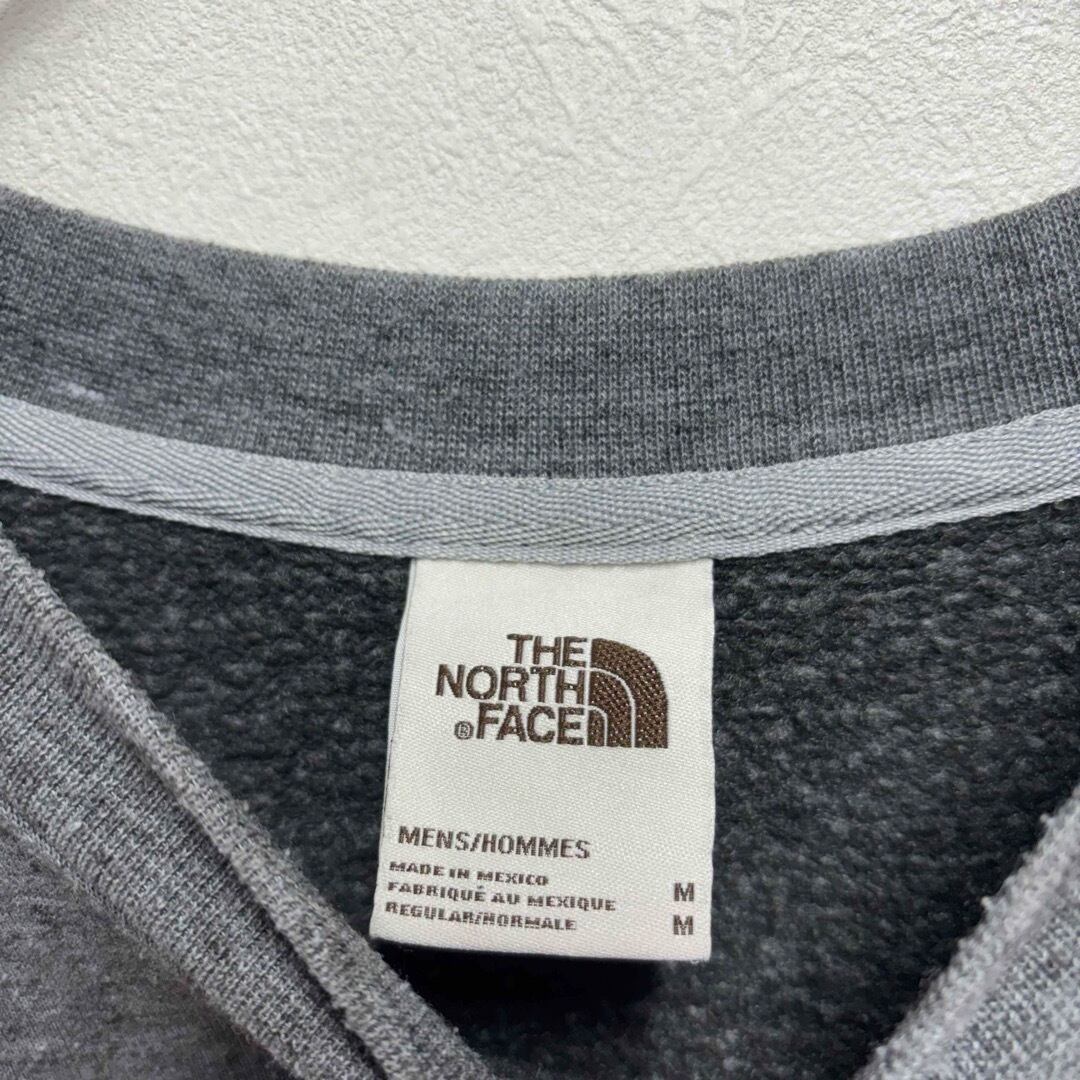 THE
NORTH
®FACE
MENS/HOMMES
MADE IN MEXICO
FABRIQUÉ AU MEXIQUE M
REGULAR/NORMALE M